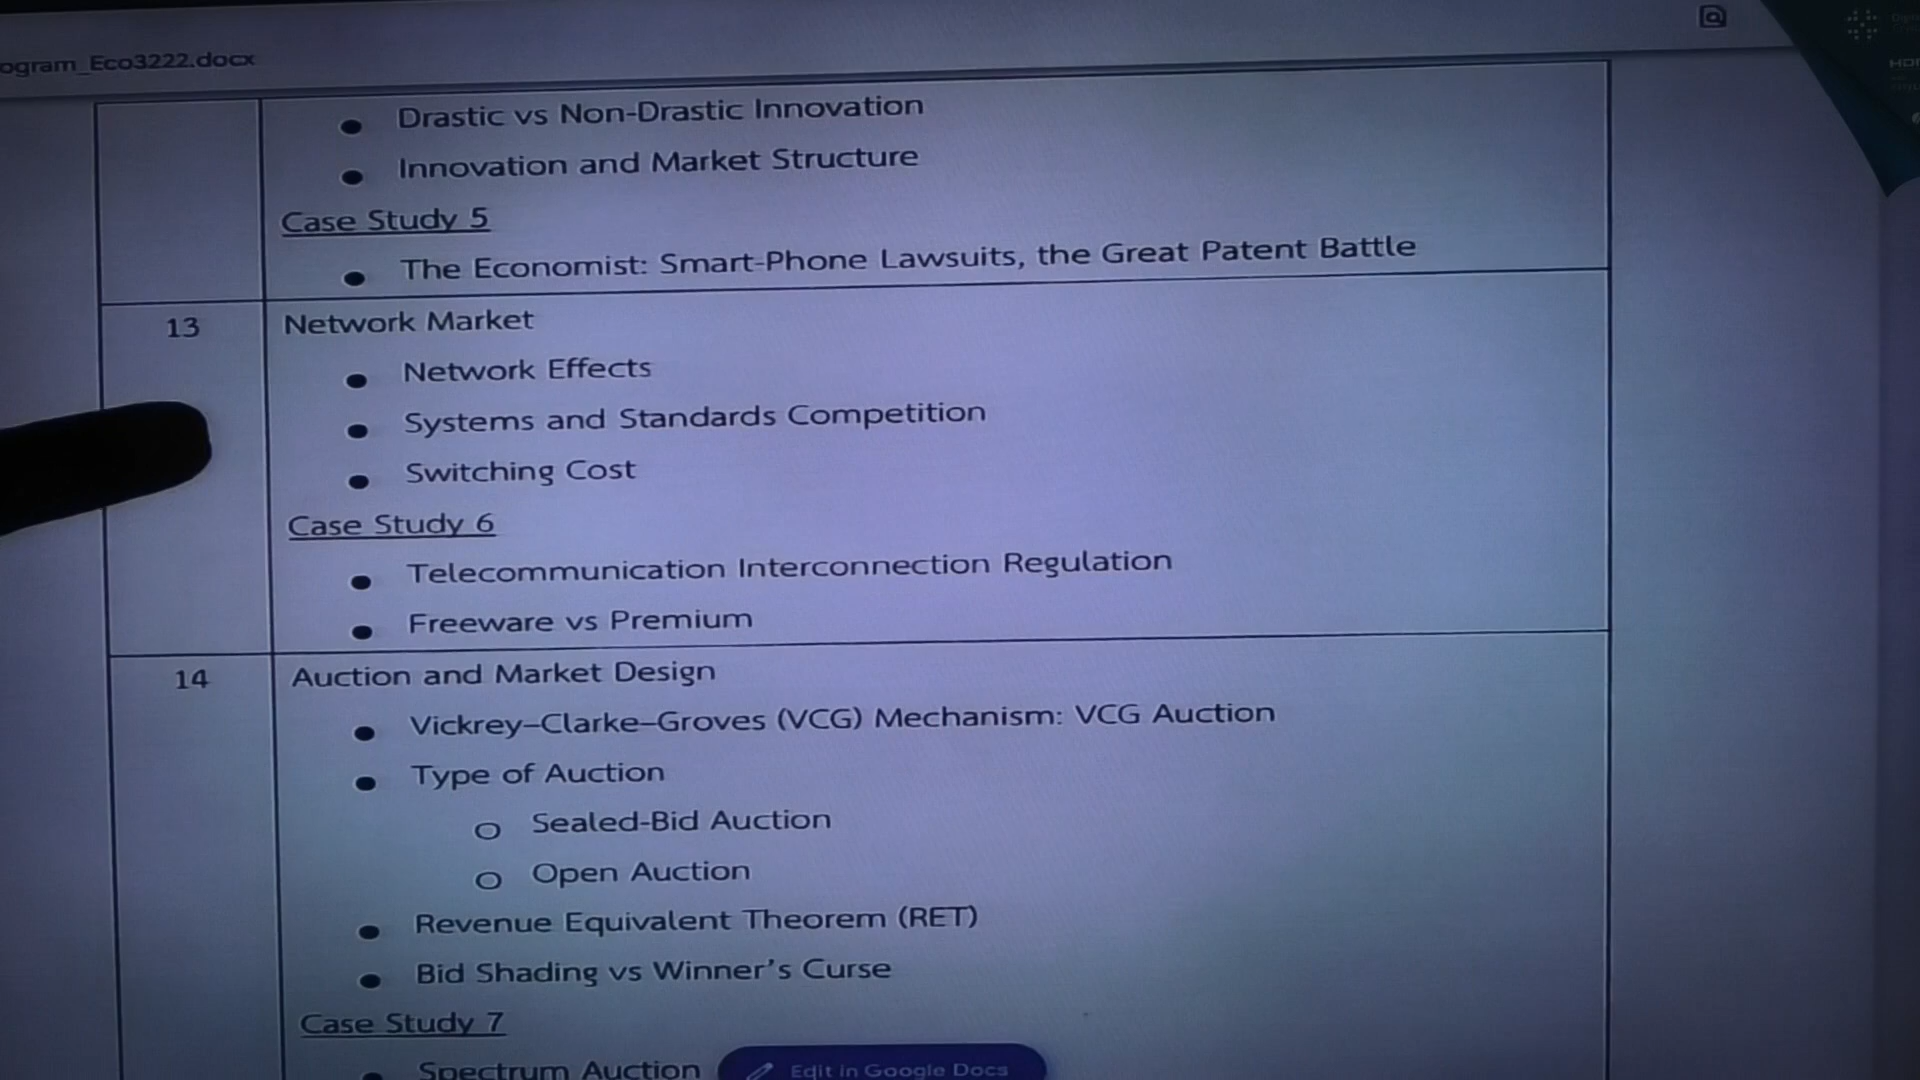 ogram_Eco3222.docx
Drastic vs Non-Drastic Innovation
Innovation and Market Structure
Case Study 5
The Economist: Smart-Phone Lawsuits, the Great Patent Battle
13
Network Market
Network Effects
Systems and Standards Competition
Switching Cost
Case Study 6
Telecommunication Interconnection Regulation
Freeware vs Premium
14
Auction and Market Design
Vickrey–Clarke–Groves (VCG) Mechanism: VCG Auction
Type of Auction
Sealed-Bid Auction
Open Auction
Revenue Equivalent Theorem (RET)
Bid Shading vs Winner's Curse
Case Study 7
Spectrum Auction
Edit in Google Docs